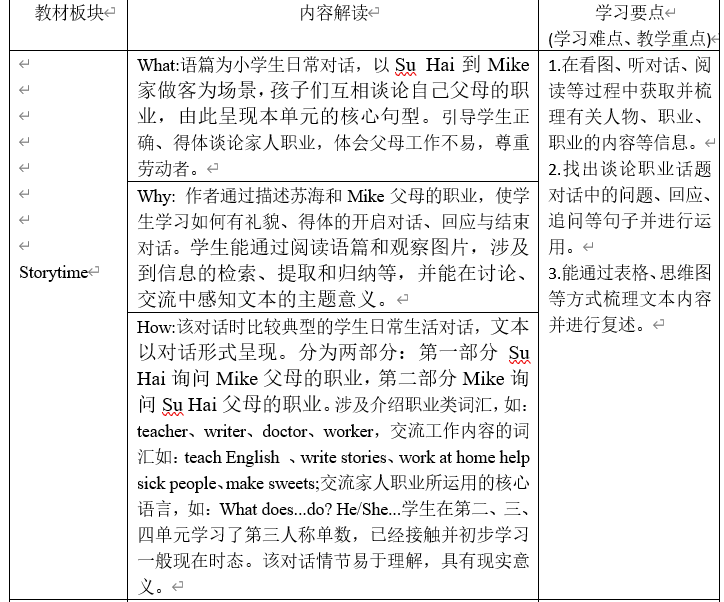 教材板块
内容解读
学习要点
(学习难点、教学重点)
Storytime
What:语篇为小学生日常对话，以 Su Hai 到 Mike
家做客为场景，孩子们互相谈论自己父母的职
业，由此呈现本单元的核心句型。引导学生正
确、得体谈论家人职业，体会父母工作不易，尊重
劳动者。
Why: 作者通过描述苏海和 Mike 父母的职业，使学
生学习如何有礼貌、得体的开启对话、回应与结束
对话。学生能通过阅读语篇和观察图片，涉及
到信息的检索、提取和归纳等，并能在讨论、
交流中感知文本的主题意义。
How:该对话时比较典型的学生日常生活对话，文本
以对话形式呈现。分为两部分：第一部分 Su
Hai 询问 Mike 父母的职业，第二部分 Mike 询
问 Su Hai 父母的职业。涉及介绍职业类词汇，如:
teacher、writer、doctor、worker，交流工作内容的词
汇如：teach English 、write stories、work at home help
sick people、make sweets;交流家人职业所运用的核心
语言，如: What does...do? He/She...学生在第二、三、
四单元学习了第三人称单数，已经接触并初步学习
一般现在时态。该对话情节易于理解，具有现实意
义。
1.在看图、听对话、阅
读等过程中获取并梳
理有关人物、职业、
职业的内容等信息。
2.找出谈论职业话题
对话中的问题、回应、
追问等句子并进行运
用。
3.能通过表格、思维图
等方式梳理文本内容
并进行复述。